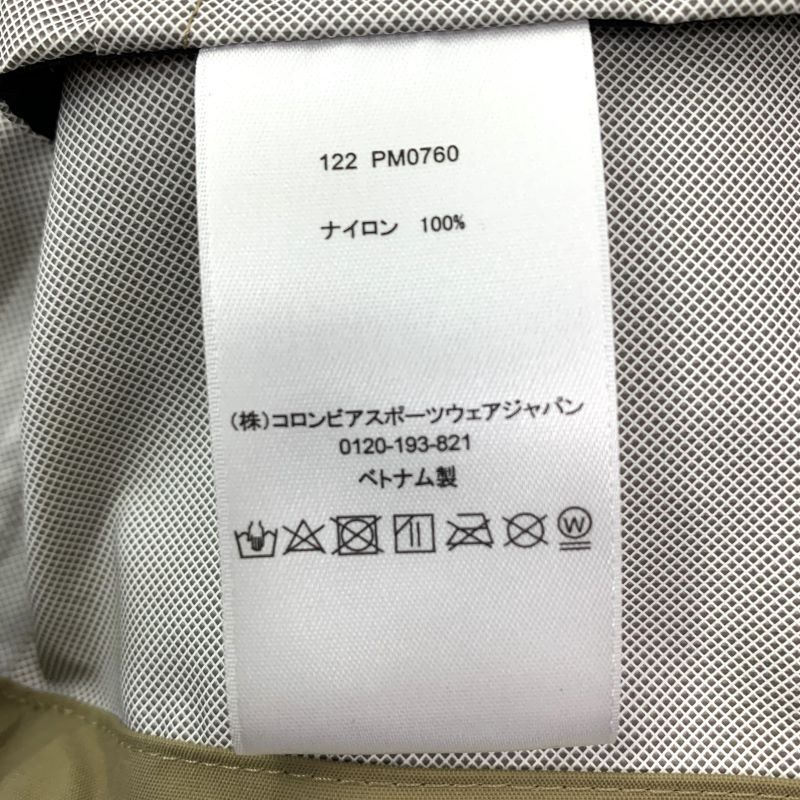 122 PM0760
ナイロン 100%
(株)コロンビアスポーツウェアジャパン
0120-193-821
ベトナム製
W